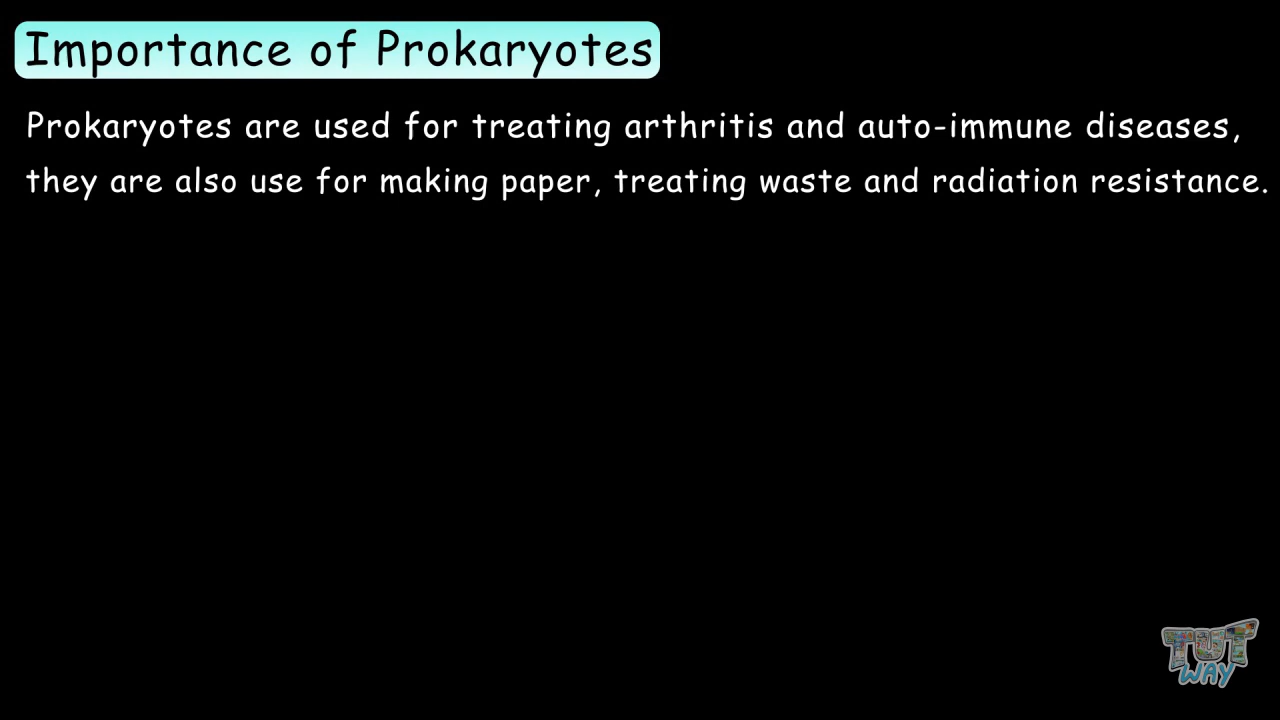 Importance of Prokaryotes
Prokaryotes are used for treating arthritis and auto-immune diseases,
they are also use for making paper, treating waste and radiation resistance.
TUT
WAY